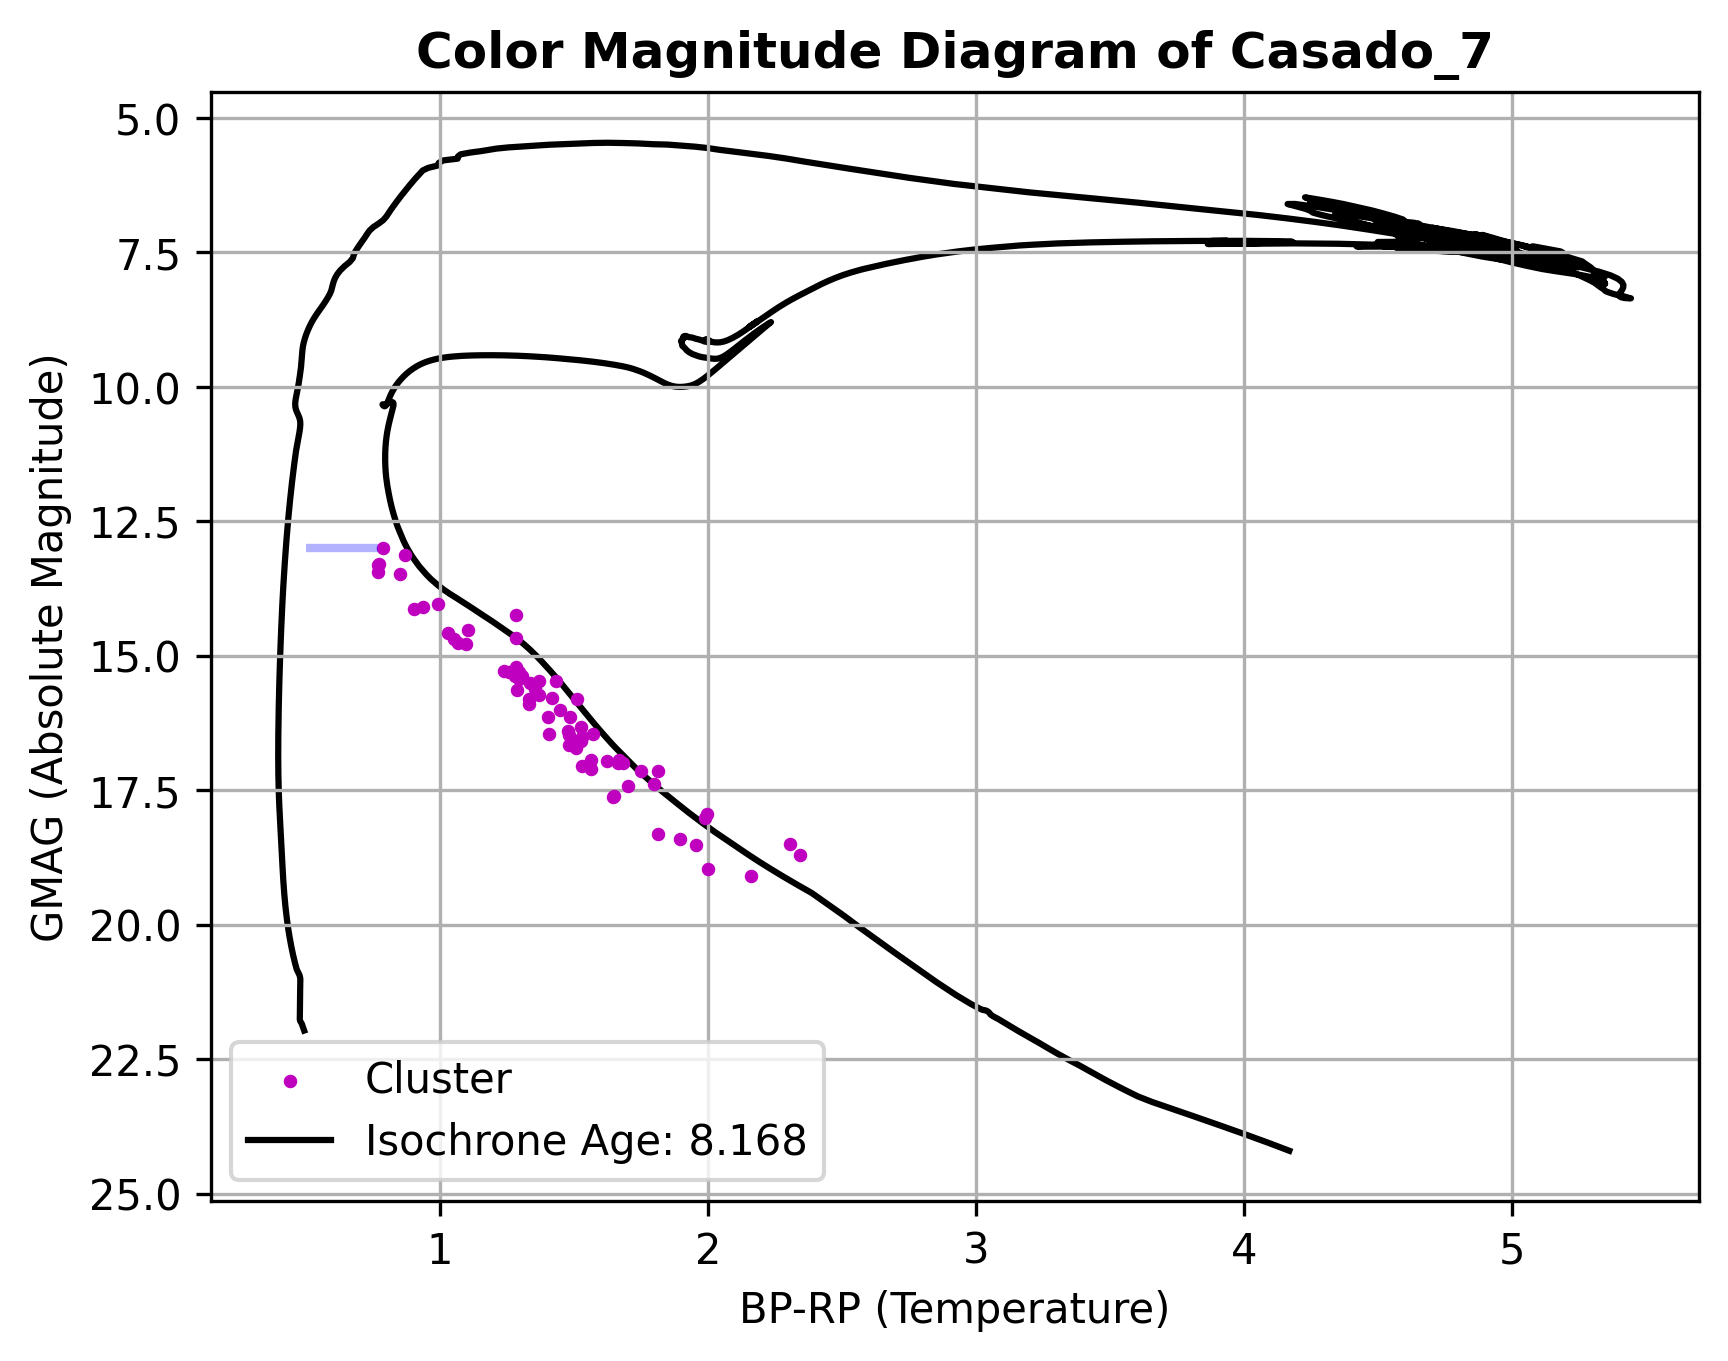 Color Magnitude Diagram of Casado_7
GMAG (Absolute Magnitude)
5.0
7.5
10.0
12.5
15.0
17.5
20.0
22.5
25.0
Cluster
Isochrone Age: 8.168
1 2 3 4 5
BP-RP (Temperature)